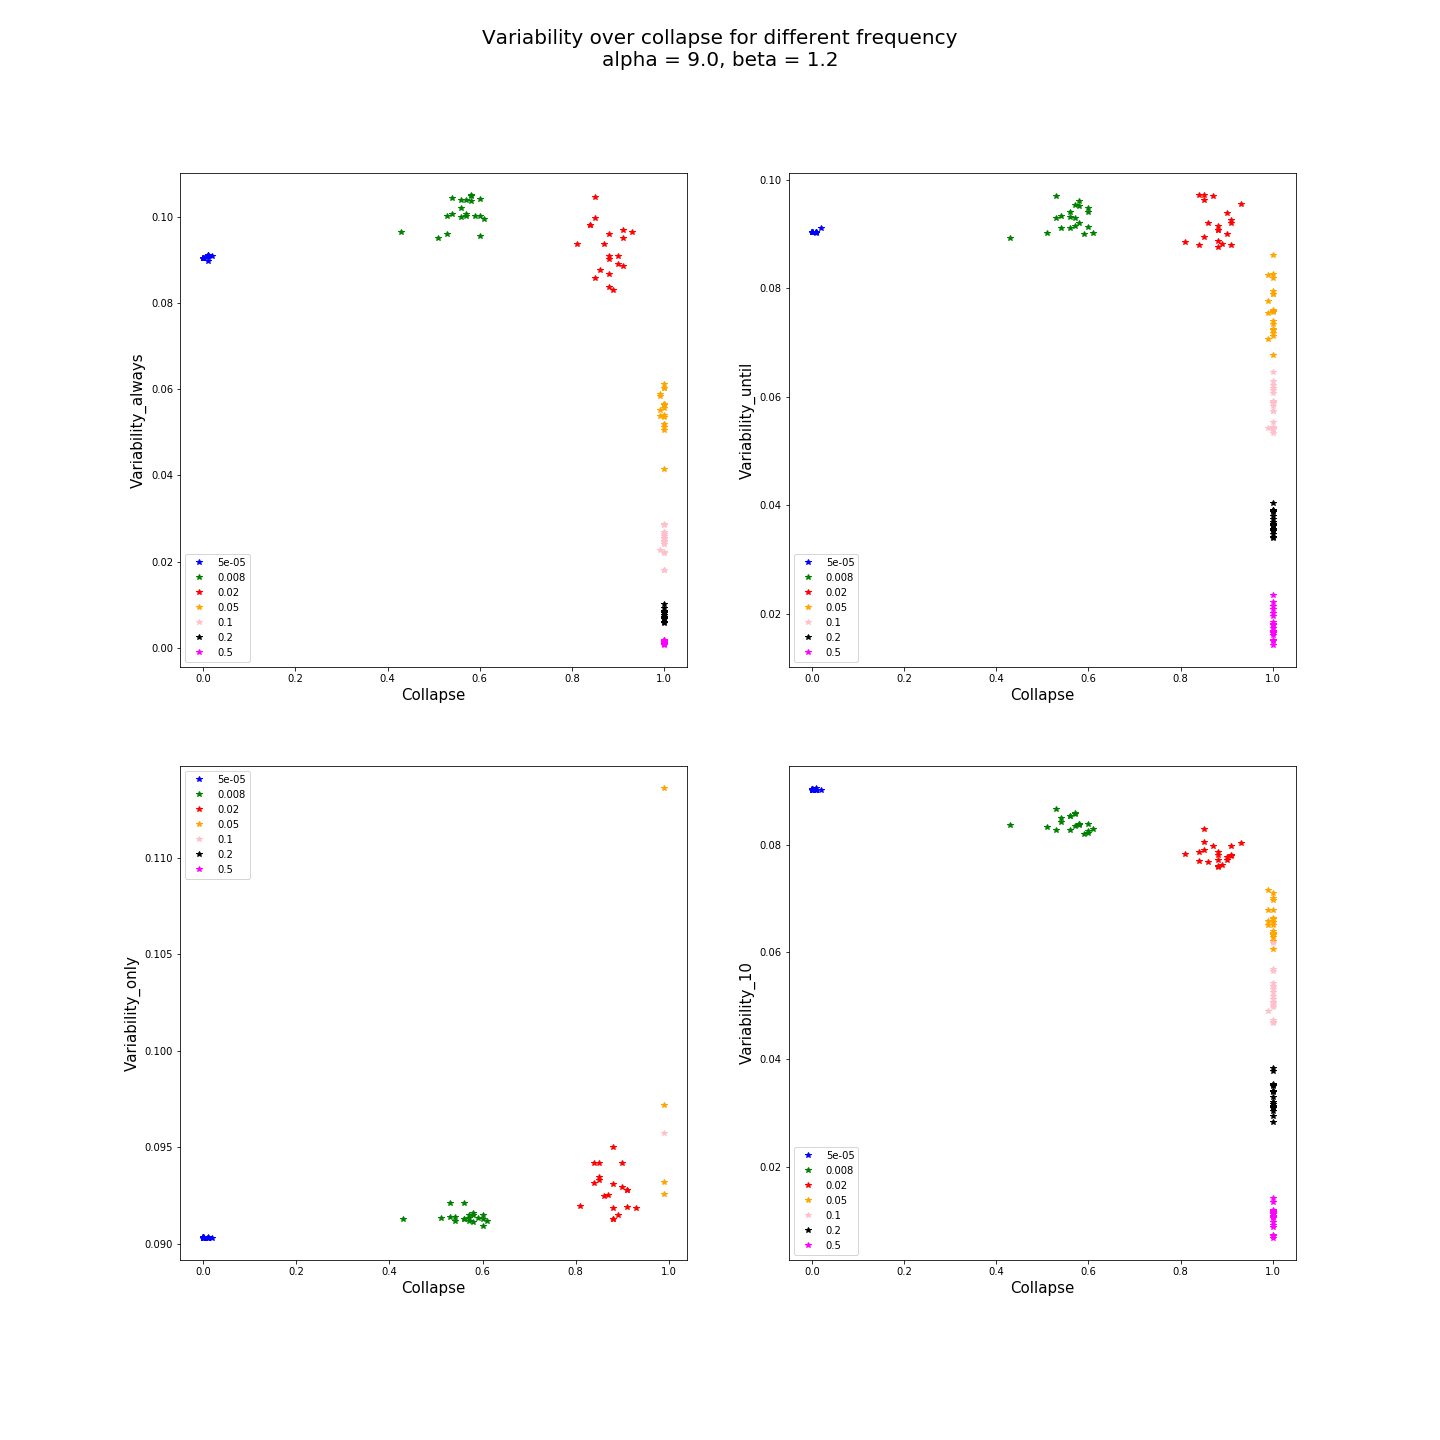 Variability over collapse for different frequency
alpha = 9.0, beta = 1.2
0.10
0.08
0.06
0.04
0.02
0.00
Variability_always
5e-05
0.008
0.02
0.05
0.1
0.2
0.5
0.0 0.2 0.4 0.6 0.8 1.0
Collapse
0.10
0.08
0.06
0.04
0.02
Variability_until
5e-05
0.008
0.02
0.05
0.1
0.2
0.5
0.0 0.2 0.4 0.6 0.8 1.0
Collapse
5e-05
0.008
0.02
0.05
0.1
0.2
0.5
0.110
0.105
0.100
0.095
0.090
Variability_only
0.0 0.2 0.4 0.6 0.8 1.0
Collapse
0.08
0.06
0.04
0.02
Variability_10
5e-05
0.008
0.02
0.05
0.1
0.2
0.5
0.0 0.2 0.4 0.6 0.8 1.0
Collapse